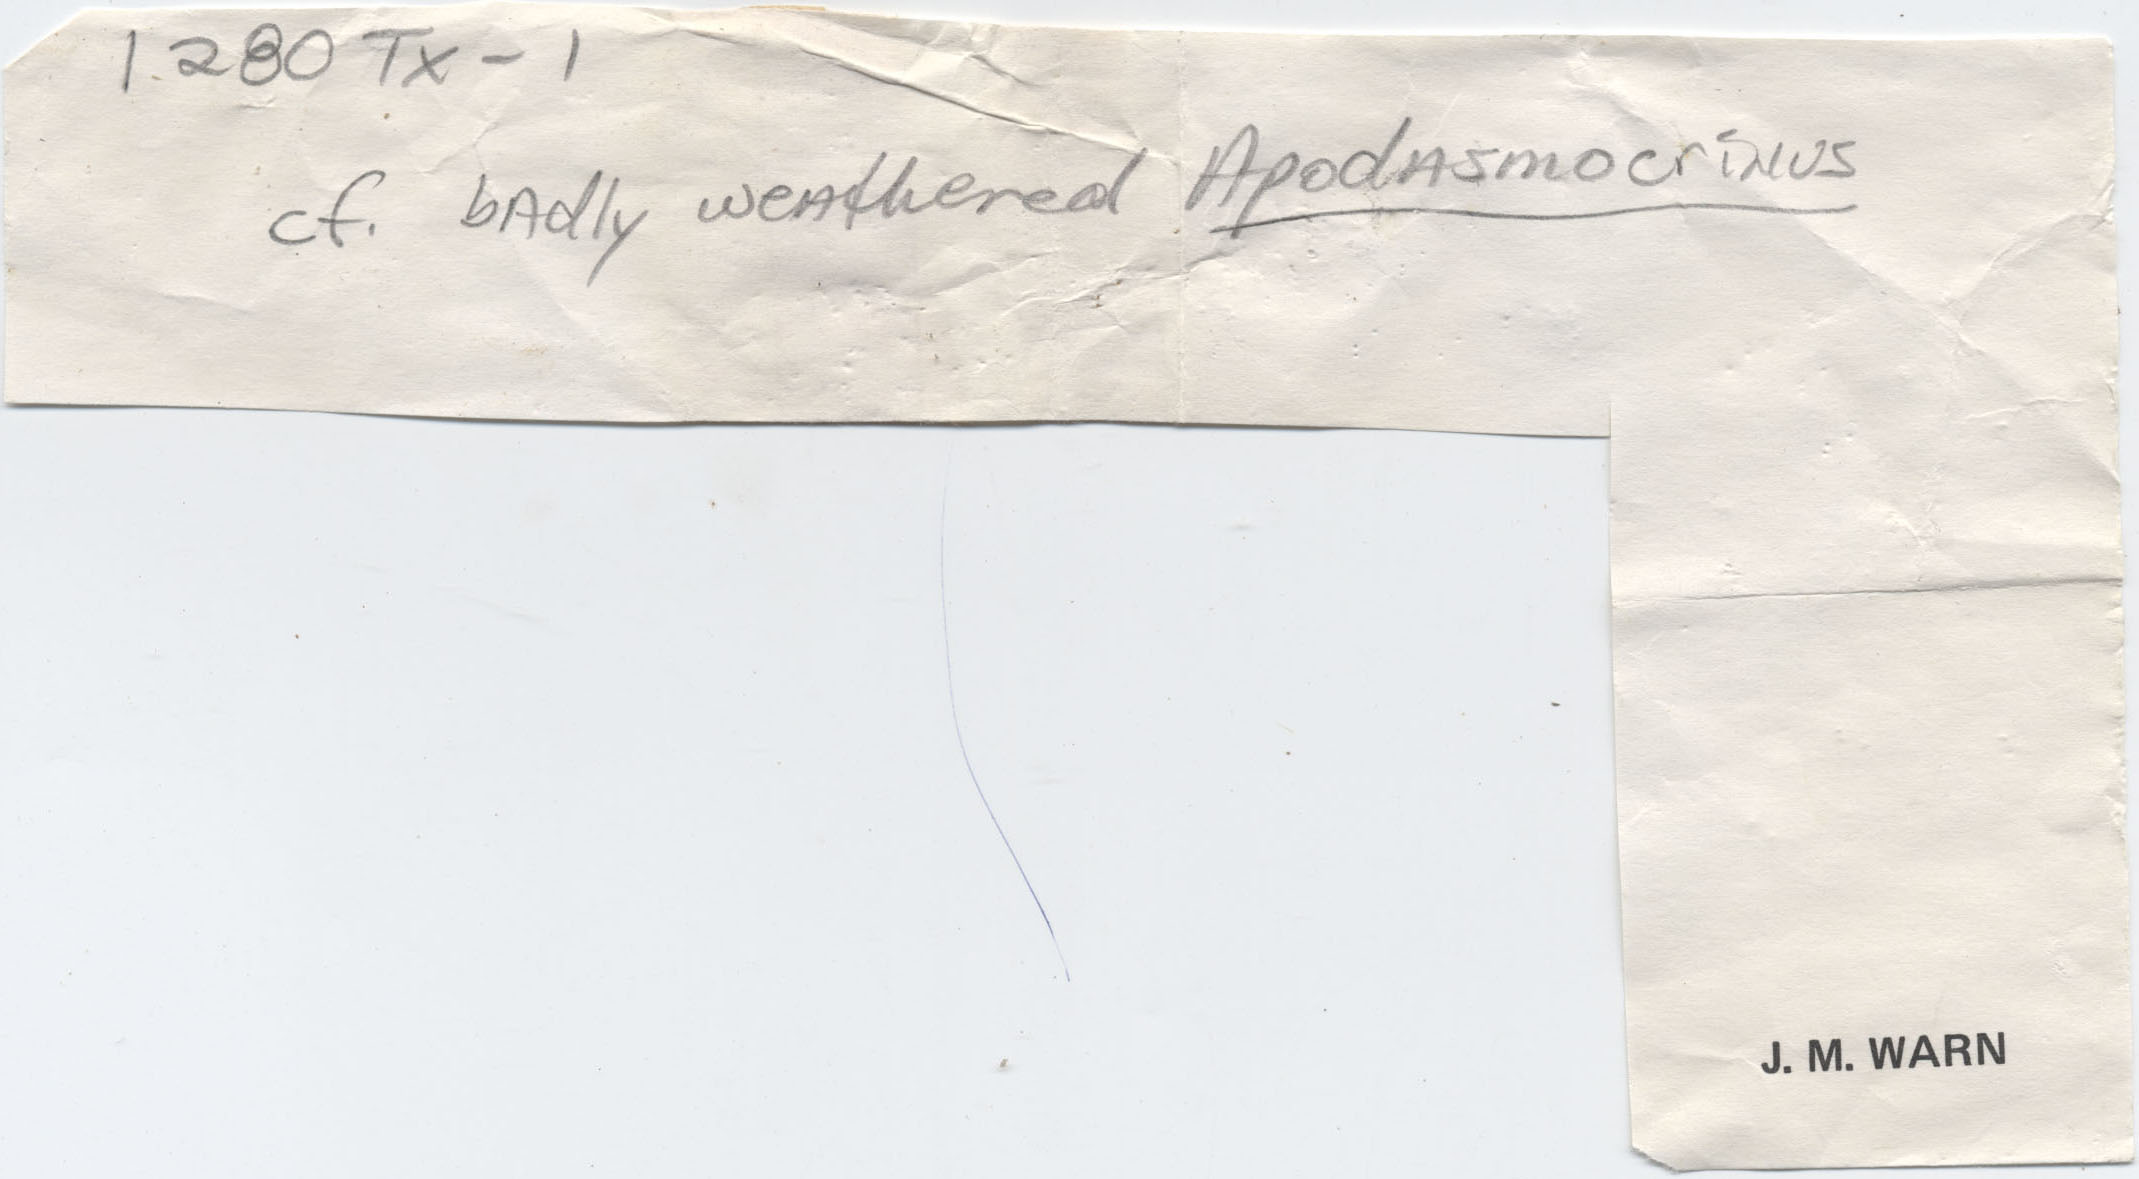 1280 Tx - 1
cf. badly weathered Apodasmocrinus
J. M. WARN